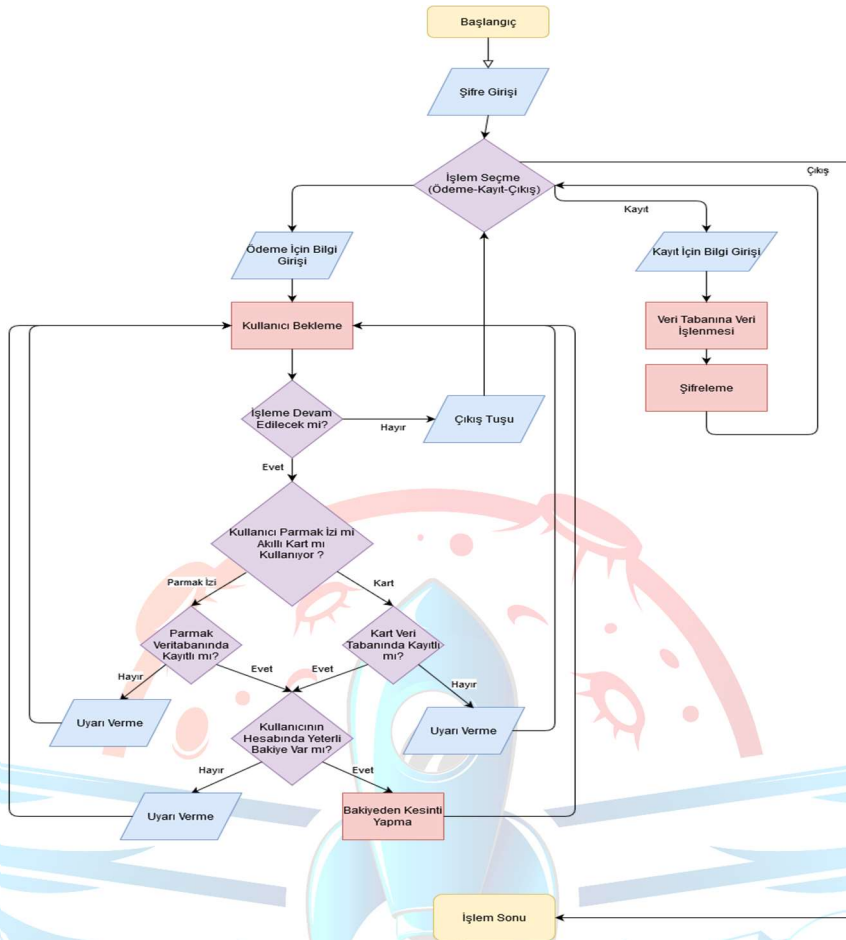 Başlangıç
Şifre Girişi
İşlem Seçme
(Ödeme-Kayıt-Çıkış)
Çıkış
Kayıt
Ödeme İçin Bilgi
Girişi
Kayıt İçin Bilgi Girişi
Kullanıcı Bekleme
Veri Tabanına Veri
İşlenmesi
Şifreleme
İşleme Devam
Edilecek mi?
Hayır
Çıkış Tuşu
Evet
Kullanıcı Parmak İzi mi
Akıllı Kart mı
Kullanıyor ?
Parmak İzi
Kart
Parmak
Veritabanında
Kayıtlı mı?
Kart Veri
Tabanında Kayıtlı
mı?
Hayır
Evet
Evet
Hayır
Uyarı Verme
Kullanıcının
Hesabında Yeterli
Bakiye Var mı?
Uyarı Verme
Hayır
Evet
Uyarı Verme
Bakiyeden Kesinti
Yapma
İşlem Sonu